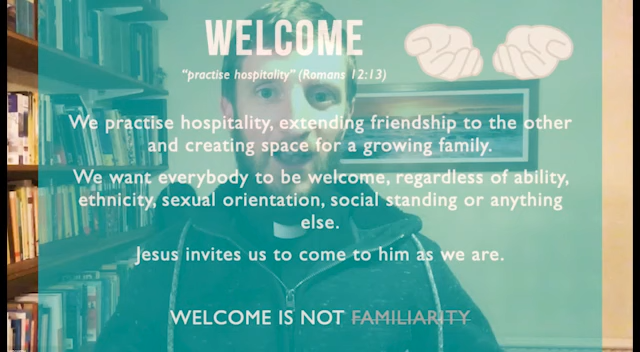 WELCOME
"practise hospitality" (Romans 12:13)
We practise hospitality, extending friendship to the other
and creating space for a growing family.
We want everybody to be welcome, regardless of ability,
ethnicity, sexual orientation, social standing or anything
else.
Jesus invites us to come to him as we are.
WELCOME IS NOT FAMILIARITY